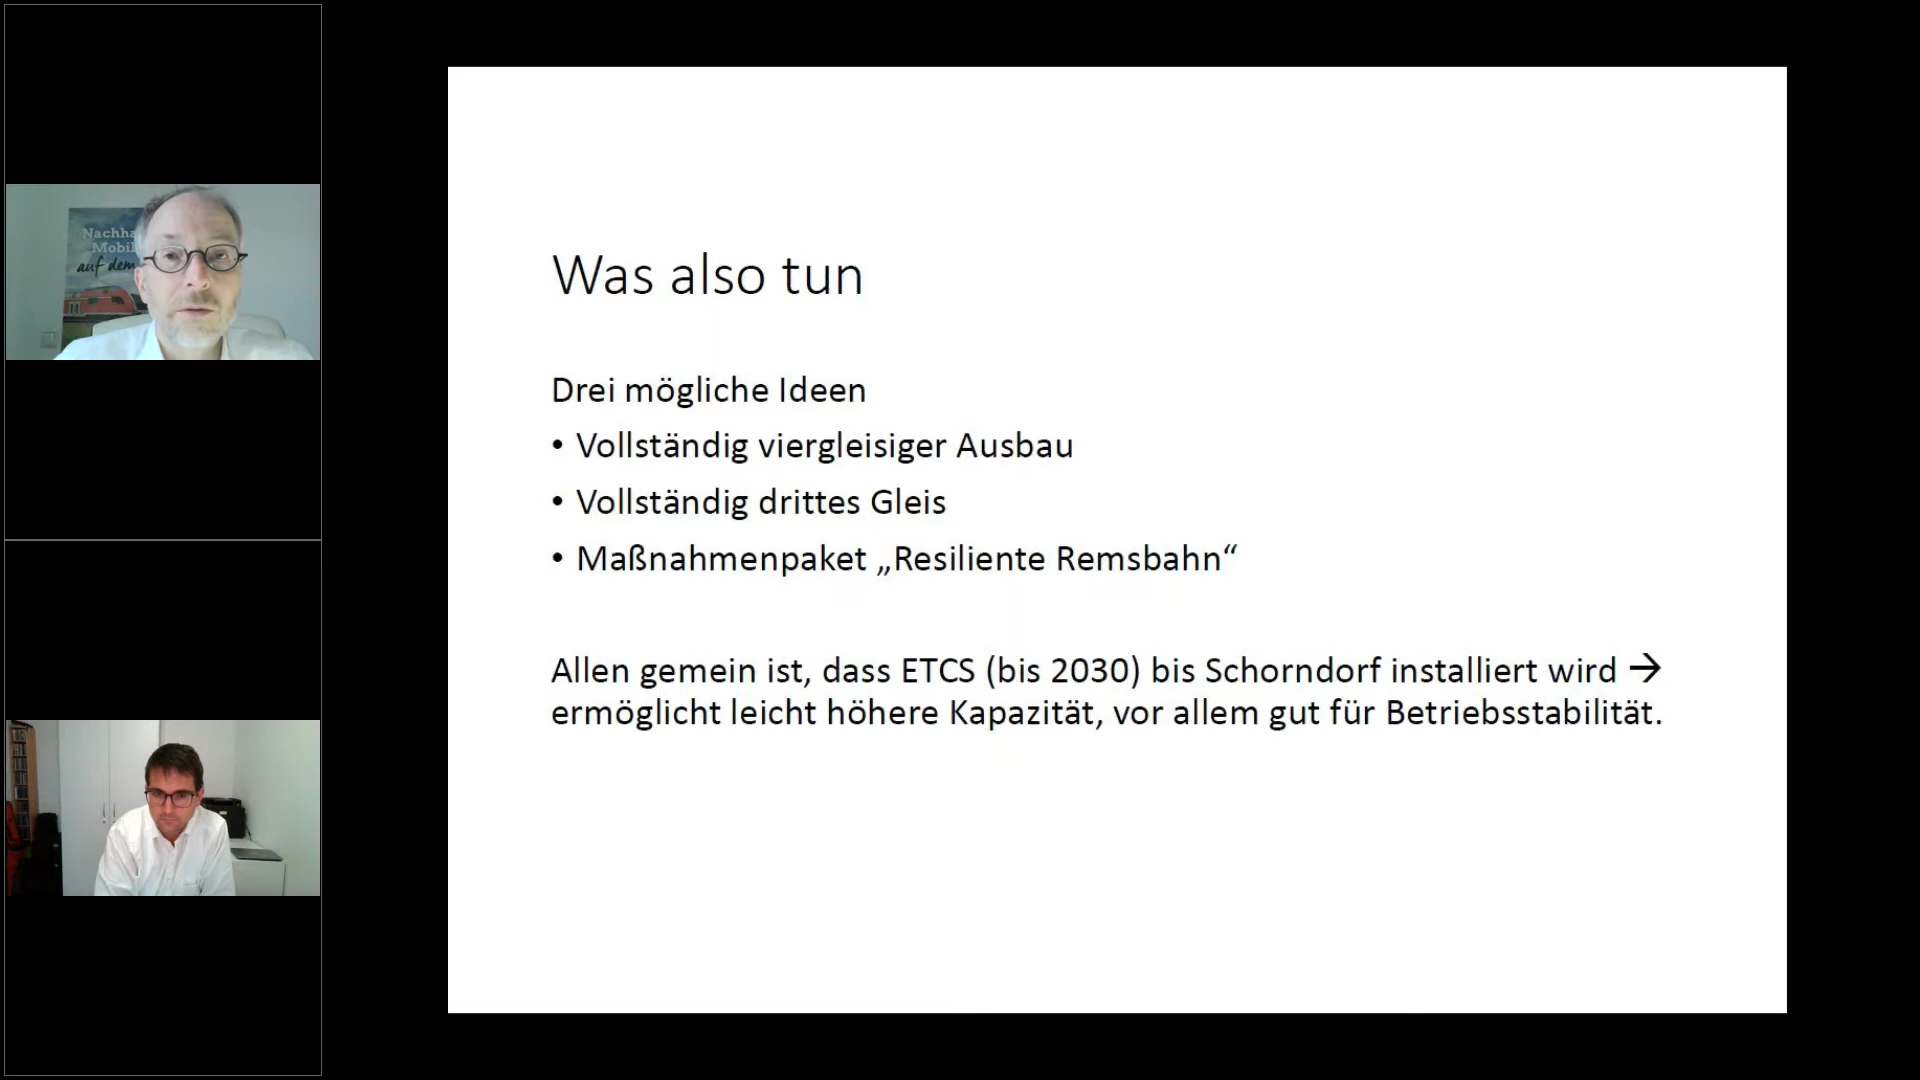 Nachha
Mobil
auf dem
Was also tun
Drei mögliche Ideen
• Vollständig viergleisiger Ausbau
• Vollständig drittes Gleis
• Maßnahmenpaket „Resiliente Remsbahn“
Allen gemein ist, dass ETCS (bis 2030) bis Schorndorf installiert wird →
ermöglicht leicht höhere Kapazität, vor allem gut für Betriebsstabilität.